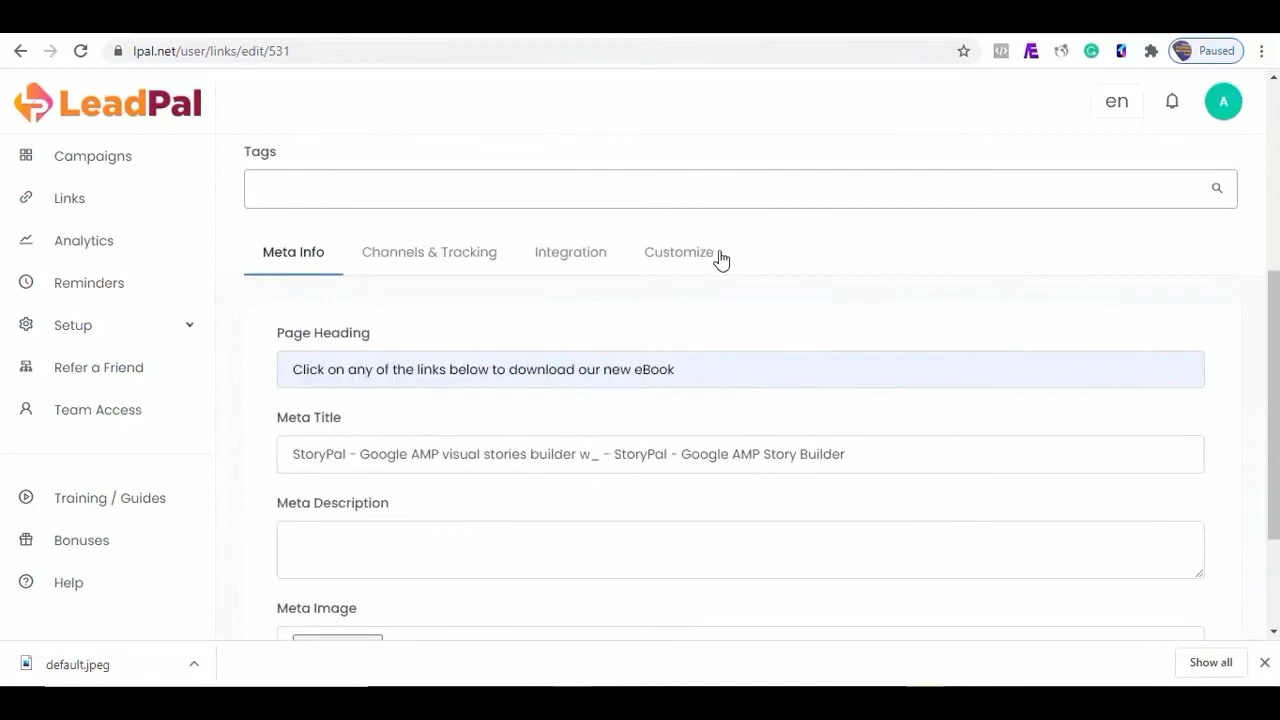 lpal.net/user/links/edit/531
Paused
LeadPal
en
A
Campaigns
Links
Analytics
Reminders
Setup
Refer a Friend
Team Access
Training / Guides
Bonuses
Help
Tags
Meta Info
Channels & Tracking
Integration
Customize
Page Heading
Click on any of the links below to download our new eBook
Meta Title
StoryPal - Google AMP visual stories builder w_ - StoryPal - Google AMP Story Builder
Meta Description
Meta Image
default.jpeg
Show all